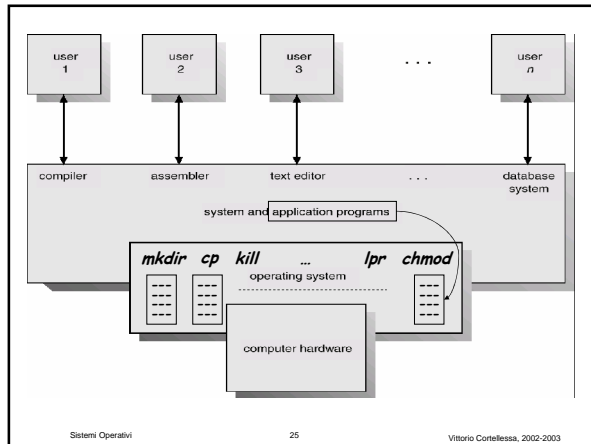 user user user user
1 2 3 . . . n
compiler assembler text editor . . . database
system
system and application programs
mkdir cp kill ... lpr chmod
operating system
computer hardware
Sistemi Operativi 25 Vittorio Cortellessa, 2002-2003